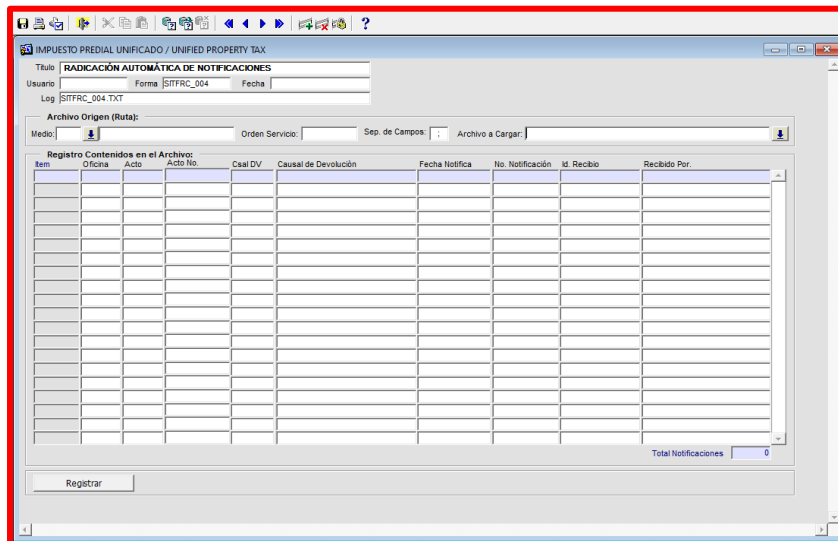 ?
IMPUESTO PREDIAL UNIFICADO / UNIFIED PROPERTY TAX
Título RADICACIÓN AUTOMÁTICA DE NOTIFICACIONES
Usuario Forma SITFRC_004 Fecha
Log SITFRC_004.TXT
Archivo Origen (Ruta):
Medio: Orden Servicio: Sep. de Campos: ; Archivo a Cargar:
Registro Contenidos en el Archivo:
Item Oficina Acto Acto No. Csal DV Causal de Devolución Fecha Notifica No. Notificación Id. Recibio Recibido Por.
Total Notificaciones 0
Registrar